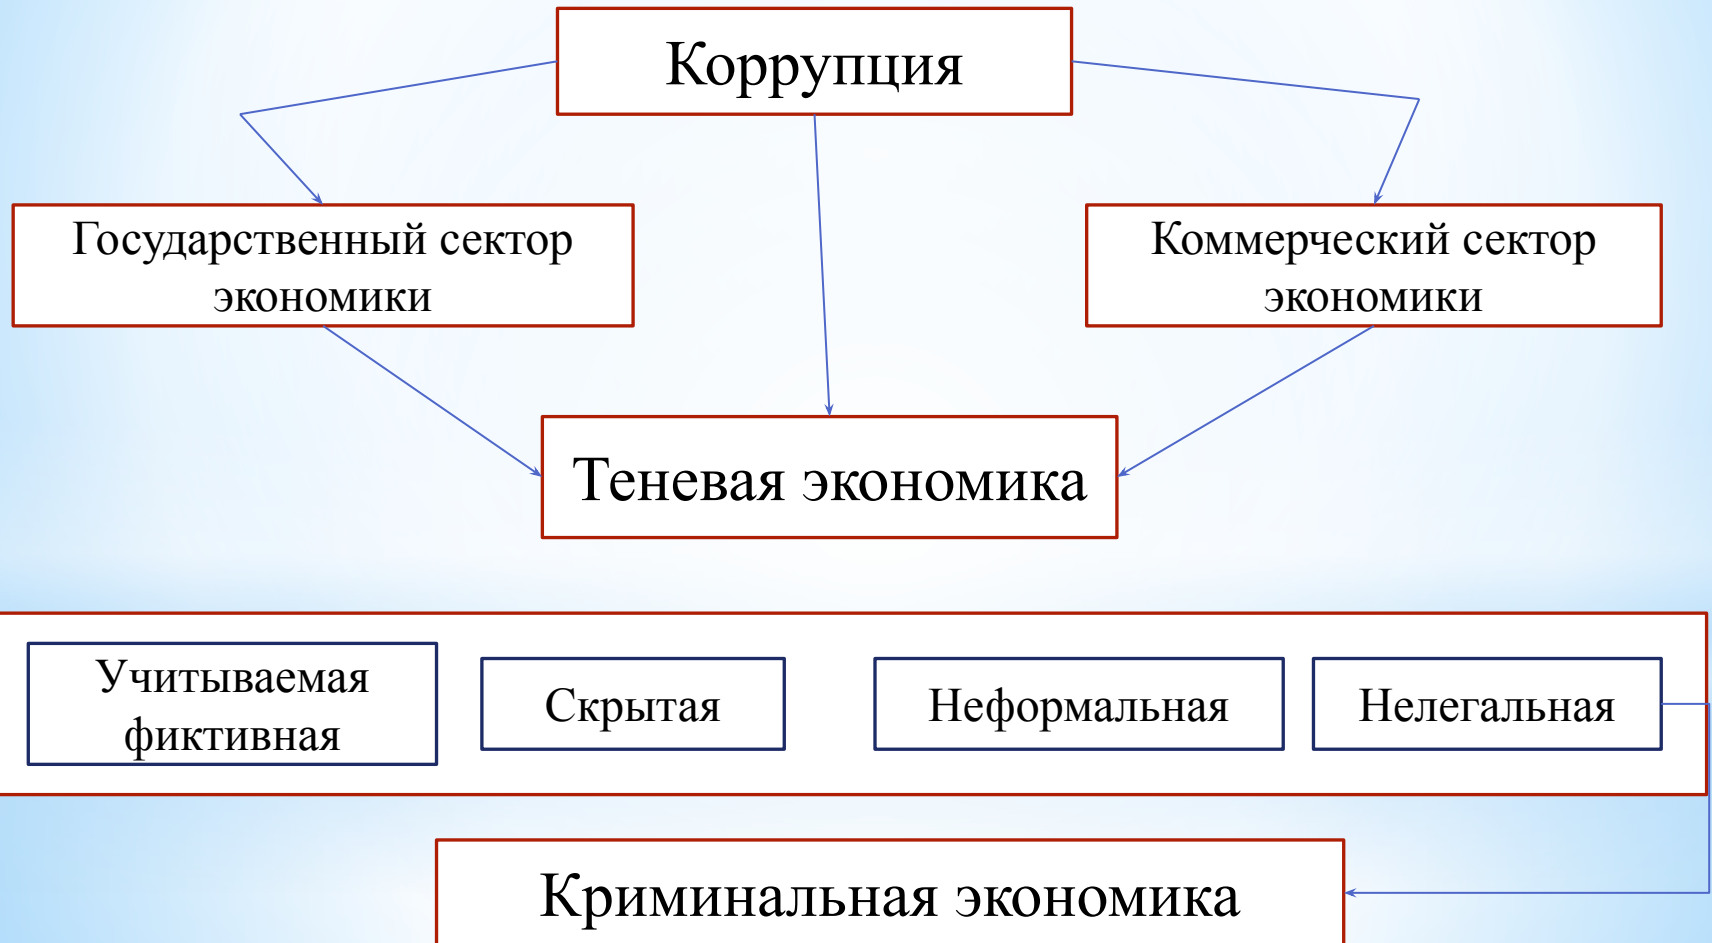 Коррупция
Государственный сектор
экономики
Коммерческий сектор
экономики
Теневая экономика
Учитываемая
фиктивная
Скрытая
Неформальная
Нелегальная
Криминальная экономика